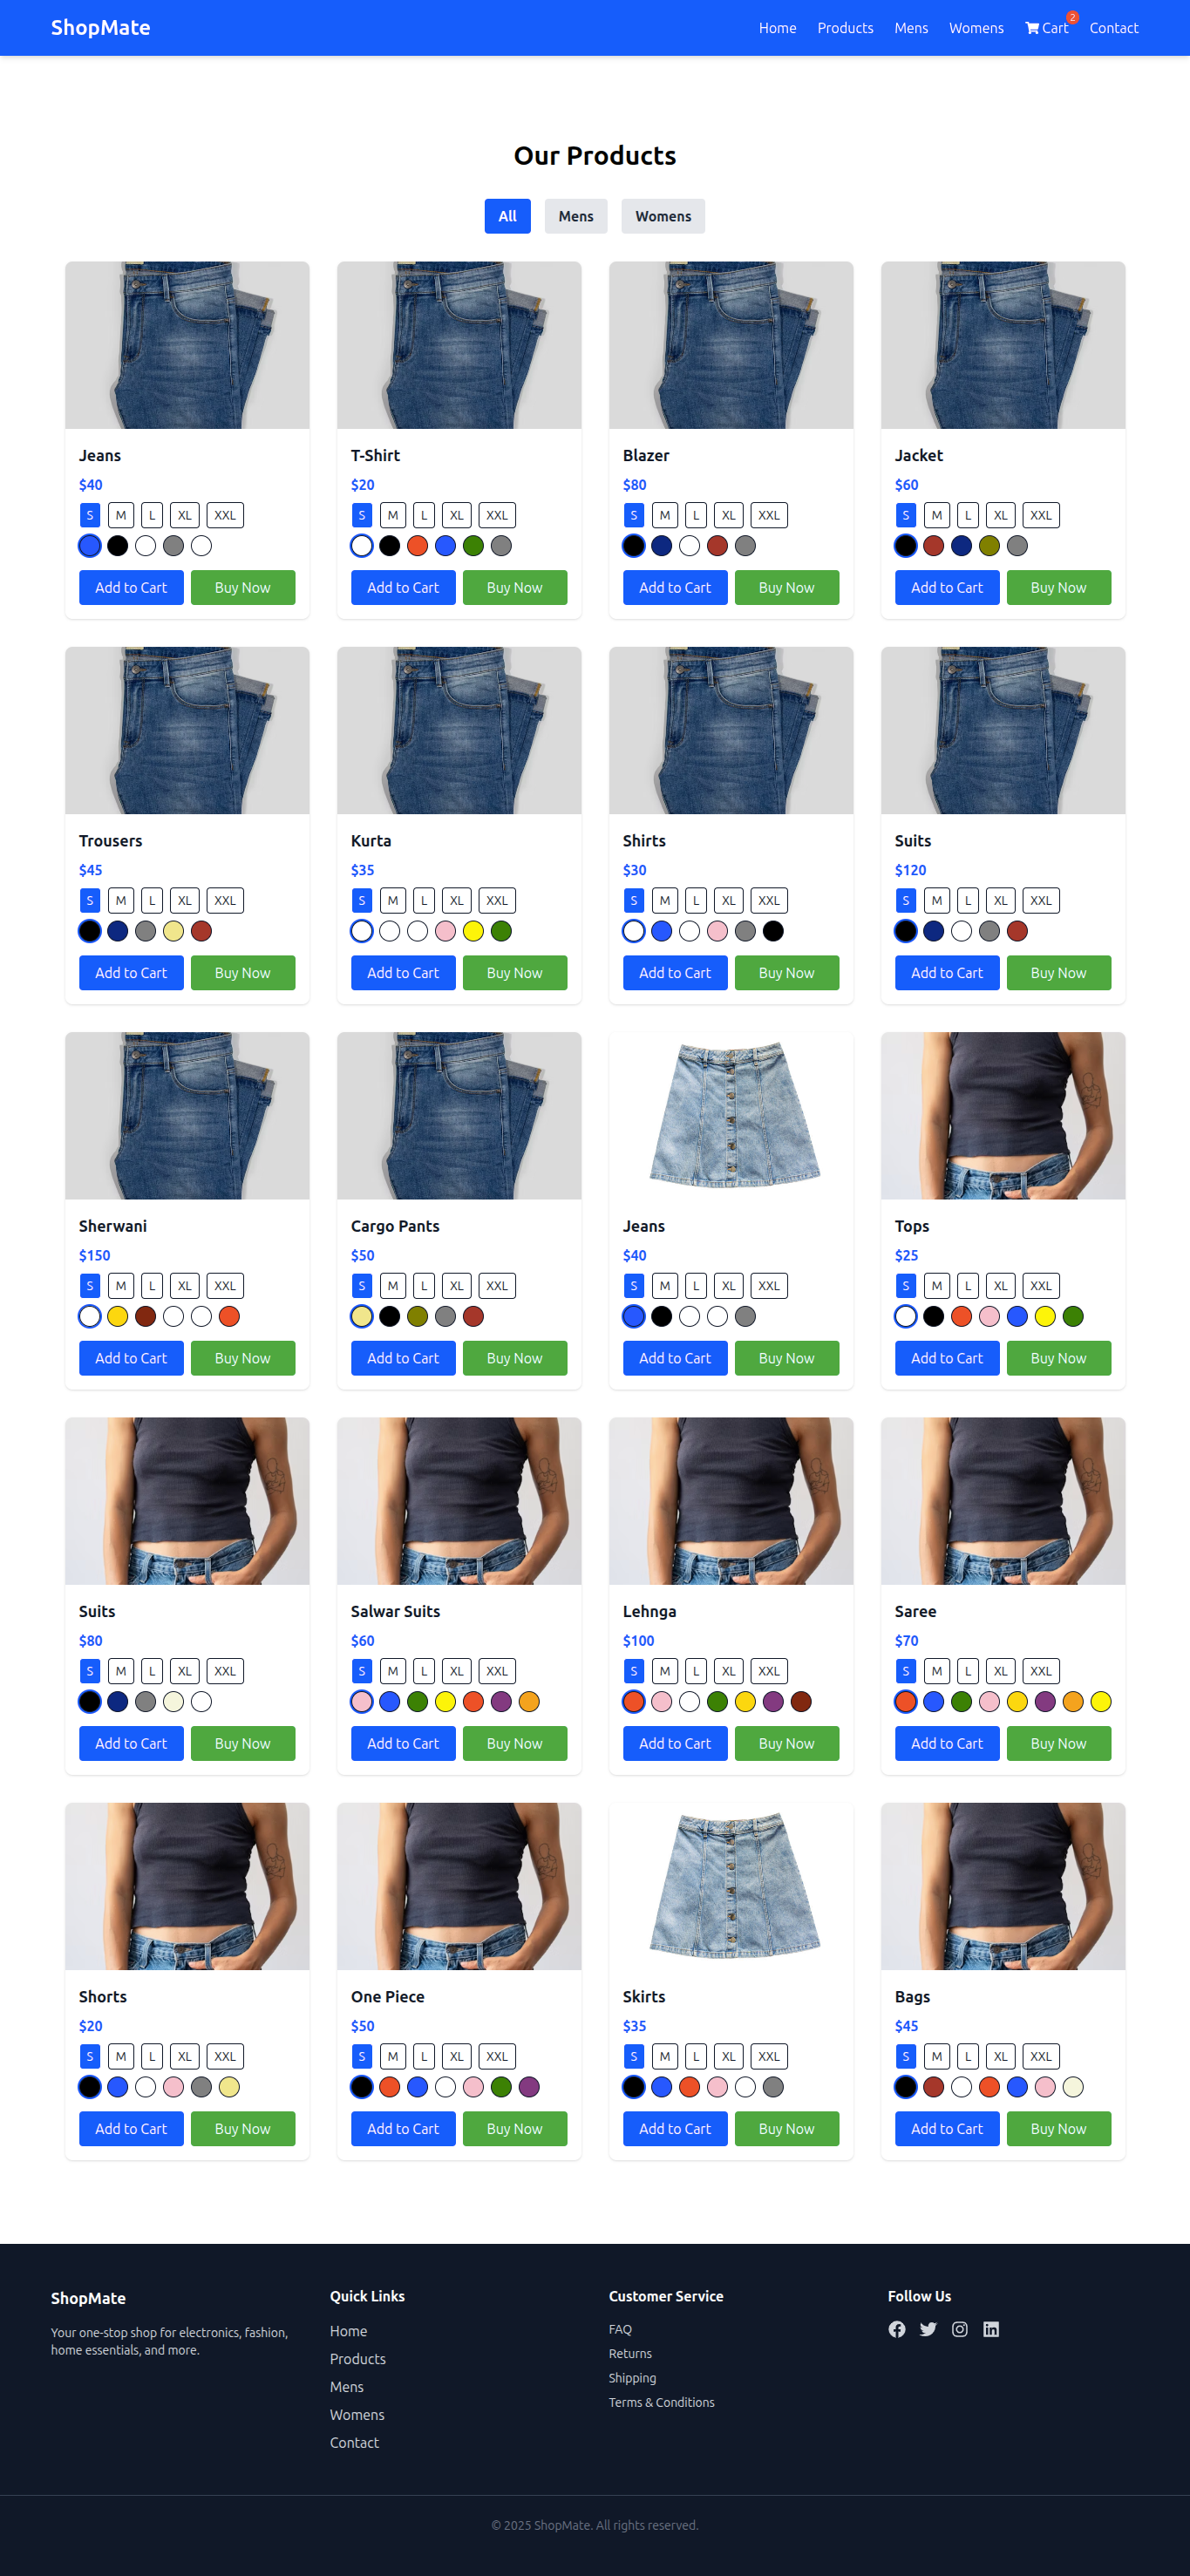 ShopMate Home Products Mens Womens Cart 2 Contact
Our Products
All Mens Womens
Jeans T-Shirt Blazer Jacket
$40 $20 $80 $60
S M L XL XXL S M L XL XXL S M L XL XXL S M L XL XXL
Add to Cart Buy Now Add to Cart Buy Now Add to Cart Buy Now Add to Cart Buy Now
Trousers Kurta Shirts Suits
$45 $35 $30 $120
S M L XL XXL S M L XL XXL S M L XL XXL S M L XL XXL
Add to Cart Buy Now Add to Cart Buy Now Add to Cart Buy Now Add to Cart Buy Now
Sherwani Cargo Pants Jeans Tops
$150 $50 $40 $25
S M L XL XXL S M L XL XXL S M L XL XXL S M L XL XXL
Add to Cart Buy Now Add to Cart Buy Now Add to Cart Buy Now Add to Cart Buy Now
Suits Salwar Suits Lehnga Saree
$80 $60 $100 $70
S M L XL XXL S M L XL XXL S M L XL XXL S M L XL XXL
Add to Cart Buy Now Add to Cart Buy Now Add to Cart Buy Now Add to Cart Buy Now
Shorts One Piece Skirts Bags
$20 $50 $35 $45
S M L XL XXL S M L XL XXL S M L XL XXL S M L XL XXL
Add to Cart Buy Now Add to Cart Buy Now Add to Cart Buy Now Add to Cart Buy Now
ShopMate
Your one-stop shop for electronics, fashion,
home essentials, and more.
Quick Links
Home
Products
Mens
Womens
Contact
Customer Service
FAQ
Returns
Shipping
Terms & Conditions
Follow Us
© 2025 ShopMate. All rights reserved.